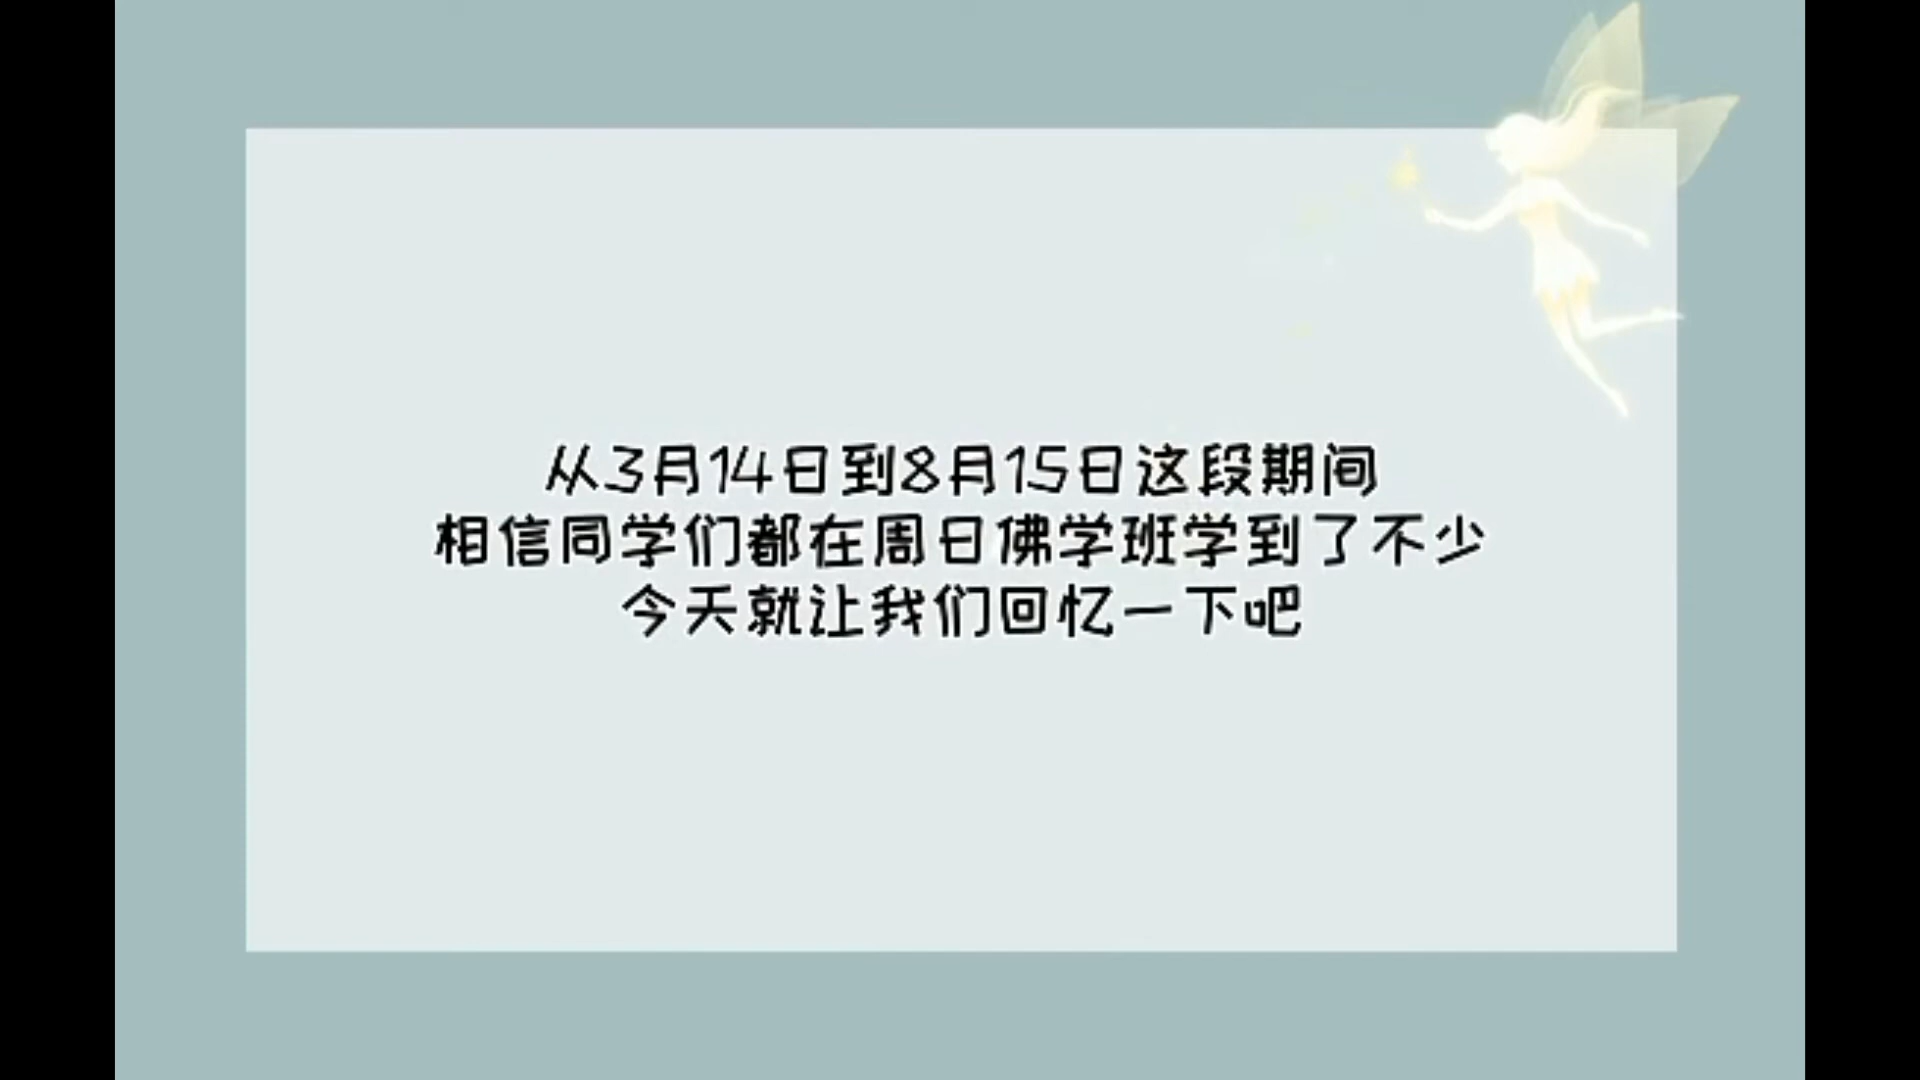 从3月14日到8月15日这段期间
相信同学们都在周日佛学班学到了不少
今天就让我们回忆一下吧